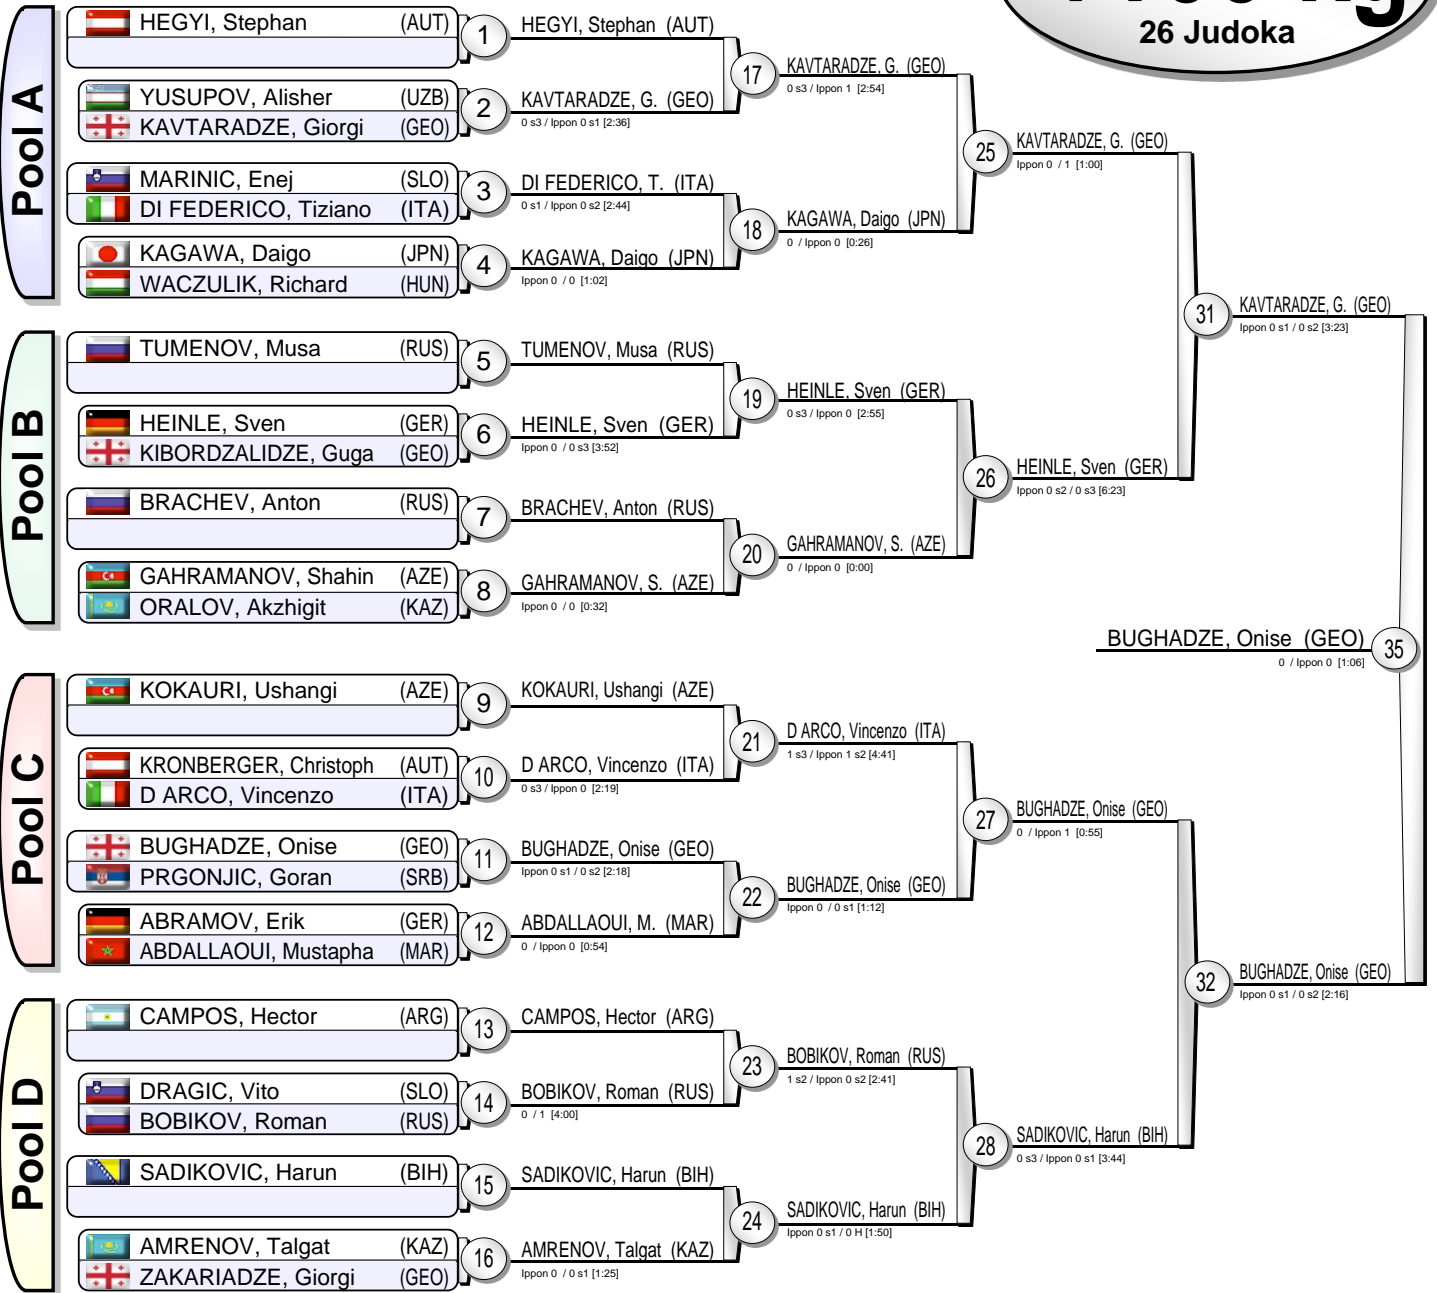 26 Judoka
Pool A
HEGYI, Stephan (AUT)
YUSUPOV, Alisher (UZB)
KAVTARADZE, Giorgi (GEO)
MARINIC, Enej (SLO)
DI FEDERICO, Tiziano (ITA)
KAGAWA, Daigo (JPN)
WACZULIK, Richard (HUN)
Pool B
TUMENOV, Musa (RUS)
HEINLE, Sven (GER)
KIBORDZALIDZE, Guga (GEO)
BRACHEV, Anton (RUS)
GAHRAMANOV, Shahin (AZE)
ORALOV, Akzhigit (KAZ)
Pool C
KOKAURI, Ushangi (AZE)
KRONBERGER, Christoph (AUT)
D ARCO, Vincenzo (ITA)
BUGHADZE, Onise (GEO)
PRGONJIC, Goran (SRB)
ABRAMOV, Erik (GER)
ABDALLAOUI, Mustapha (MAR)
Pool D
CAMPOS, Hector (ARG)
DRAGIC, Vito (SLO)
BOBIKOV, Roman (RUS)
SADIKOVIC, Harun (BIH)
AMRENOV, Talgat (KAZ)
ZAKARIADZE, Giorgi (GEO)
1 HEGYI, Stephan (AUT)
2 KAVTARADZE, G. (GEO)
0 s3 / Ippon 0 s1 [2:36]
3 DI FEDERICO, T. (ITA)
0 s1 / Ippon 0 s2 [2:44]
4 KAGAWA, Daigo (JPN)
Ippon 0 / 0 [1:02]
5 TUMENOV, Musa (RUS)
6 HEINLE, Sven (GER)
Ippon 0 / 0 s3 [3:52]
7 BRACHEV, Anton (RUS)
8 GAHRAMANOV, S. (AZE)
Ippon 0 / 0 [0:32]
9 KOKAURI, Ushangi (AZE)
10 D ARCO, Vincenzo (ITA)
0 s3 / Ippon 0 [2:19]
11 BUGHADZE, Onise (GEO)
Ippon 0 s1 / 0 s2 [2:18]
12 ABDALLAOUI, M. (MAR)
0 / Ippon 0 [0:54]
13 CAMPOS, Hector (ARG)
14 BOBIKOV, Roman (RUS)
0 / 1 [4:00]
15 SADIKOVIC, Harun (BIH)
16 AMRENOV, Talgat (KAZ)
Ippon 0 / 0 s1 [1:25]
17 KAVTARADZE, G. (GEO)
0 s3 / Ippon 1 [2:54]
18 KAGAWA, Daigo (JPN)
0 / Ippon 0 [0:26]
19 HEINLE, Sven (GER)
0 s3 / Ippon 0 [2:55]
20 GAHRAMANOV, S. (AZE)
0 / Ippon 0 [0:00]
21 D ARCO, Vincenzo (ITA)
1 s3 / Ippon 1 s2 [4:41]
22 BUGHADZE, Onise (GEO)
Ippon 0 / 0 s1 [1:12]
23 BOBIKOV, Roman (RUS)
1 s2 / Ippon 0 s2 [2:41]
24 SADIKOVIC, Harun (BIH)
Ippon 0 s1 / 0 H [1:50]
25 KAVTARADZE, G. (GEO)
Ippon 0 / 1 [1:00]
26 HEINLE, Sven (GER)
Ippon 0 s2 / 0 s3 [6:23]
27 BUGHADZE, Onise (GEO)
0 / Ippon 1 [0:55]
28 SADIKOVIC, Harun (BIH)
0 s3 / Ippon 0 s1 [3:44]
31 KAVTARADZE, G. (GEO)
Ippon 0 s1 / 0 s2 [3:23]
32 BUGHADZE, Onise (GEO)
Ippon 0 s1 / 0 s2 [2:16]
BUGHADZE, Onise (GEO) 35
0 / Ippon 0 [1:06]